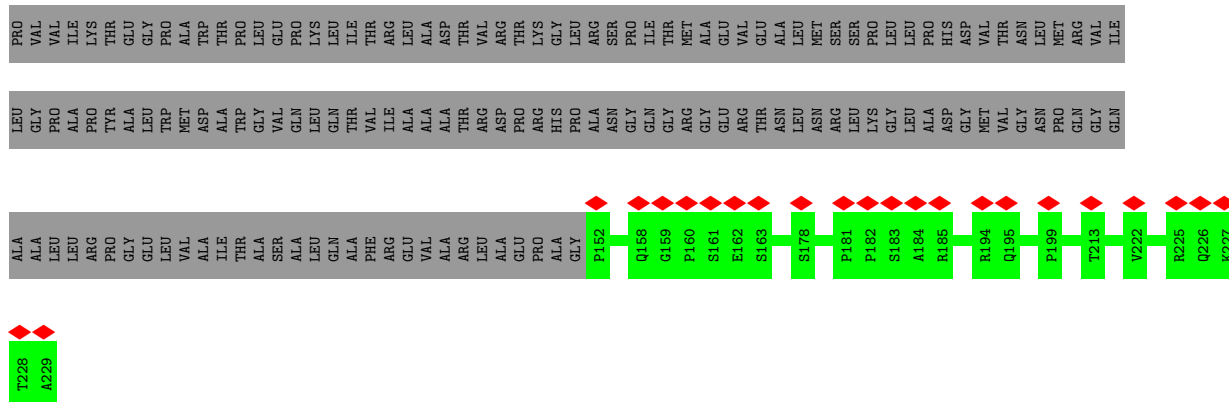 PRO VAL VAL ILE LYS THR GLU GLY PRO ALA TRP THR PRO LEU GLU PRO LYS LEU ILE THR ARG LEU ALA ASP THR VAL ARG THR LYS GLY LEU ARG SER PRO ILE THR MET ALA GLU VAL GLU ALA LEU MET SER SER PRO LEU LEU PRO HIS ASP VAL THR ASN LEU MET ARG VAL ILE
LEU GLY PRO ALA PRO TYR ALA LEU TRP MET ASP ALA TRP GLY VAL GLN LEU GLN THR VAL ILE ALA ALA ALA THR ARG ASP PRO ARG HIS PRO ALA ASN GLY GLN GLY ARG GLY GLU ARG THR ASN LEU ASN ARG LEU LYS GLY LEU ALA ASP GLY MET VAL GLY ASN PRO GLN GLY GLN
ALA ALA LEU LEU ARG PRO GLY GLU LEU VAL ALA ILE THR ALA SER ALA LEU GLN ALA PHE ARG GLU VAL ALA ARG LEU ALA GLU PRO ALA GLY P152 Q158 G159 P160 S161 E162 S163 S178 P181 P182 S183 A184 R185 R194 Q195 P199 T213 V222 R225 Q226 K227
T228 A229